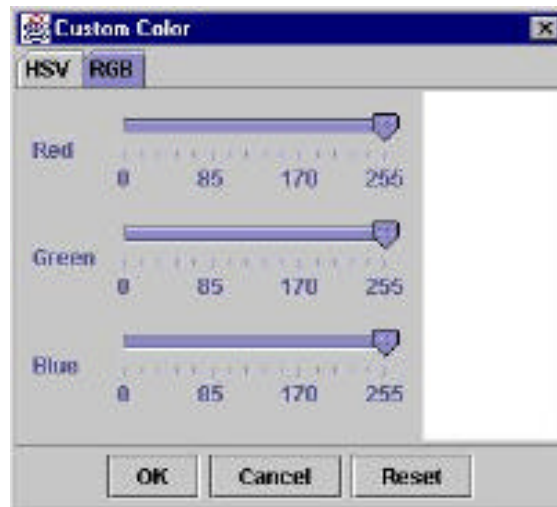 Custom Color
HSV RGB
Red
0 85 170 255
Green
0 85 170 255
Blue
0 85 170 255
OK Cancel Reset